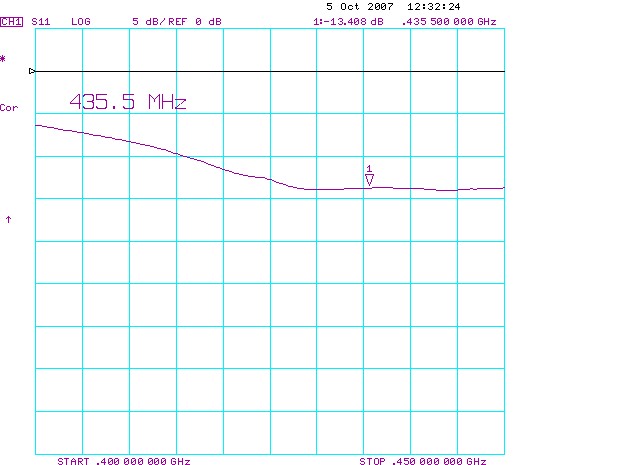 5 Oct 2007 12:32:24
CH1 S11 LOG 5 dB/REF 0 dB 1:-13.408 dB .435 500 000 GHz
*
435.5 MHz
Cor
1
↑
START .400 000 000 GHz STOP .450 000 000 GHz